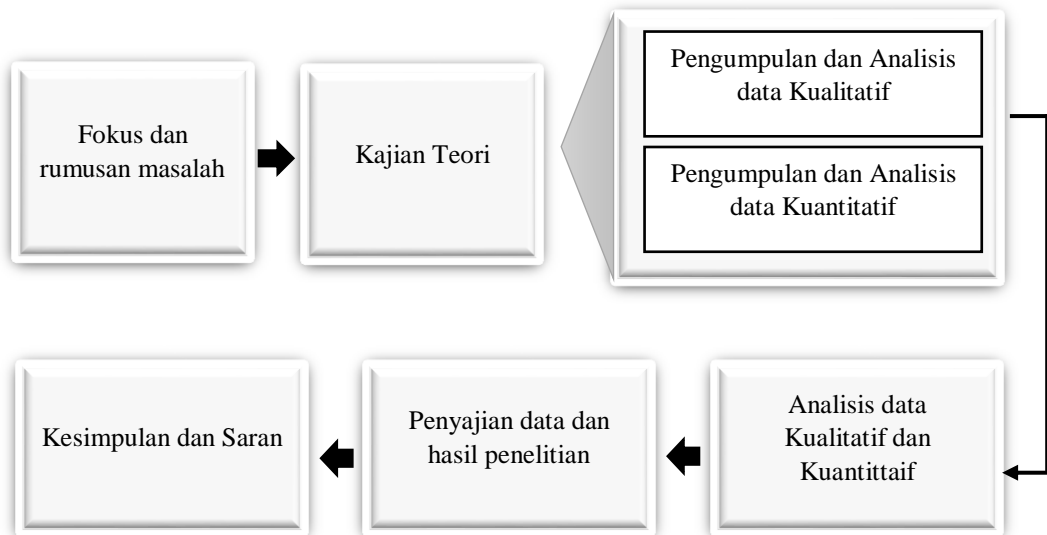 Fokus dan
rumusan masalah
Kajian Teori
Pengumpulan dan Analisis
data Kualitatif
Pengumpulan dan Analisis
data Kuantitatif
Analisis data
Kualitatif dan
Kuantittaif
Penyajian data dan
hasil penelitian
Kesimpulan dan Saran